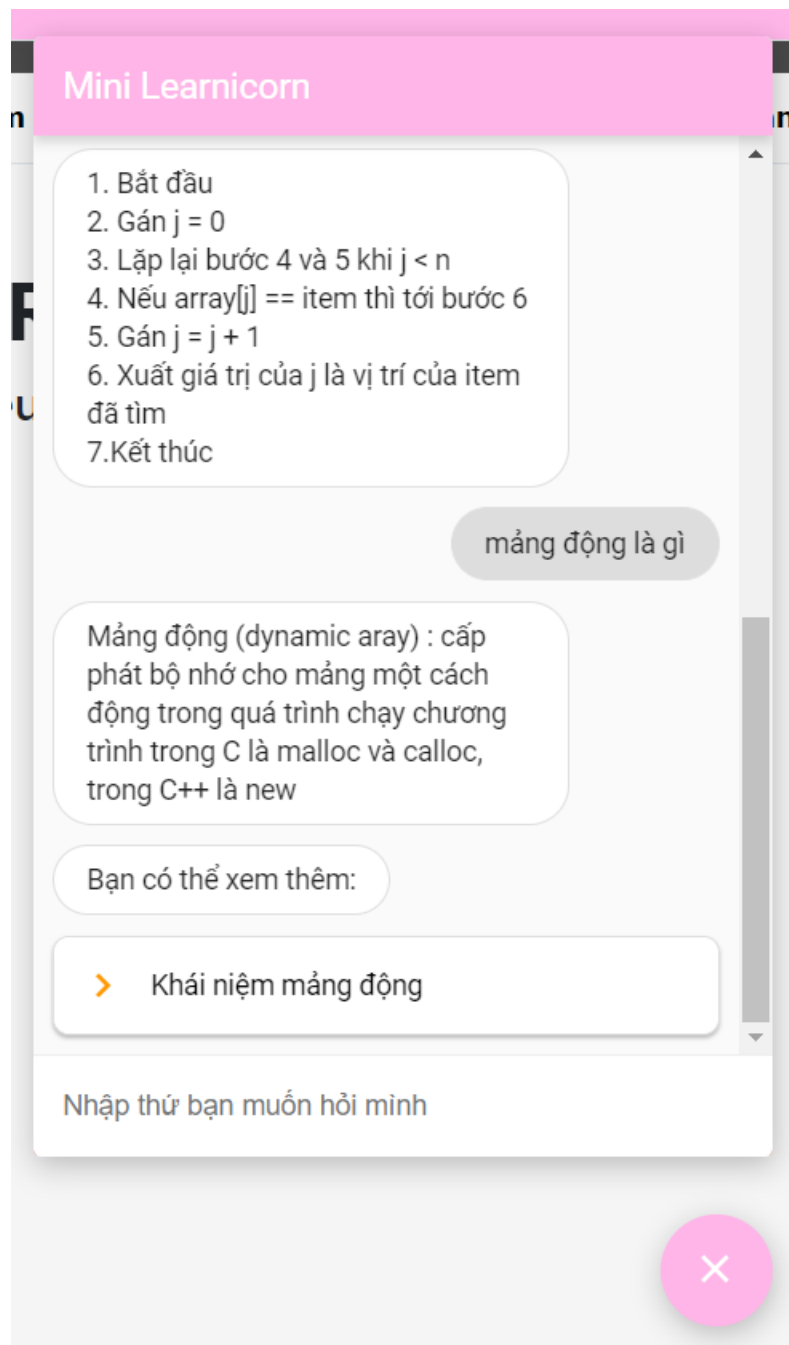 Mini Learnicorn
1. Bắt đầu
2. Gán j = 0
3. Lặp lại bước 4 và 5 khi j < n
4. Nếu array[j] == item thì tới bước 6
5. Gán j = j + 1
6. Xuất giá trị của j là vị trí của item
đã tìm
7.Kết thúc
mảng động là gì
Mảng động (dynamic aray) : cấp
phát bộ nhớ cho mảng một cách
động trong quá trình chạy chương
trình trong C là malloc và calloc,
trong C++ là new
Bạn có thể xem thêm:
Khái niệm mảng động
Nhập thứ bạn muốn hỏi mình